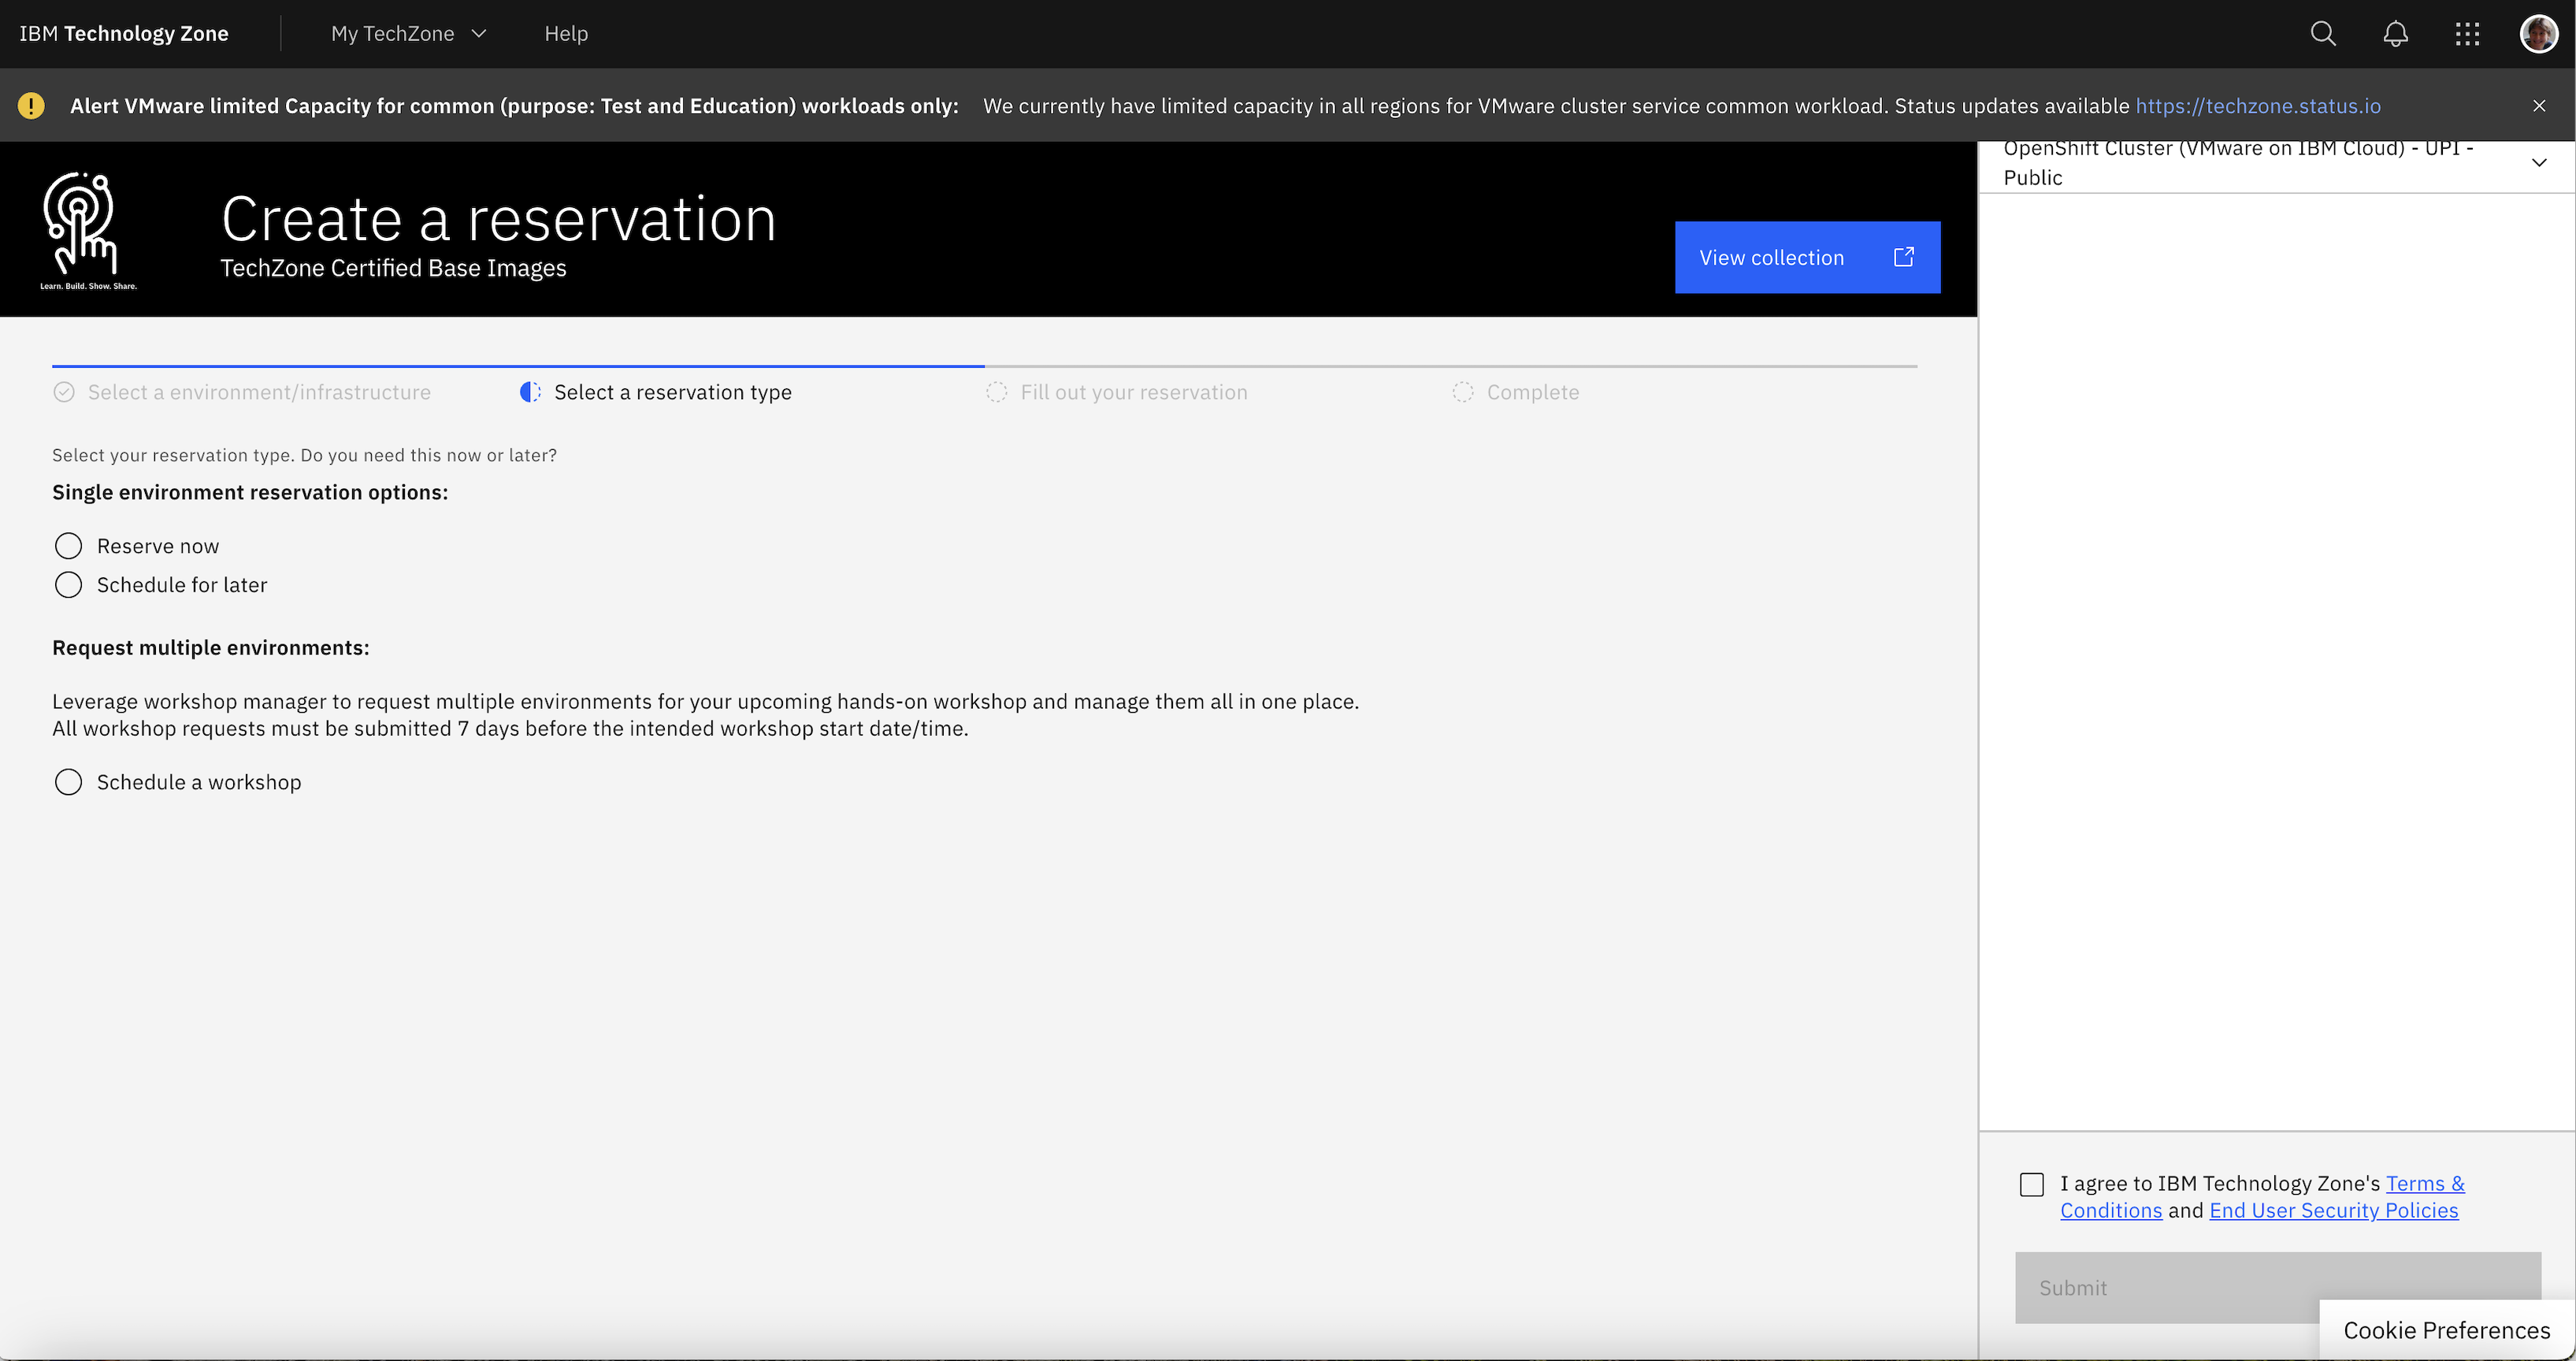 IBM Technology Zone
My TechZone
Help
Alert VMware limited Capacity for common (purpose: Test and Education) workloads only: We currently have limited capacity in all regions for VMware cluster service common workload. Status updates available https://techzone.status.io
Learn. Build. Show. Share.
Create a reservation
TechZone Certified Base Images
View collection
OpenShift Cluster (VMware on IBM Cloud) - UPI -
Public
Select a environment/infrastructure
Select a reservation type
Fill out your reservation
Complete
Select your reservation type. Do you need this now or later?
Single environment reservation options:
Reserve now
Schedule for later
Request multiple environments:
Leverage workshop manager to request multiple environments for your upcoming hands-on workshop and manage them all in one place.
All workshop requests must be submitted 7 days before the intended workshop start date/time.
Schedule a workshop
I agree to IBM Technology Zone's Terms &
Conditions and End User Security Policies
Submit
Cookie Preferences